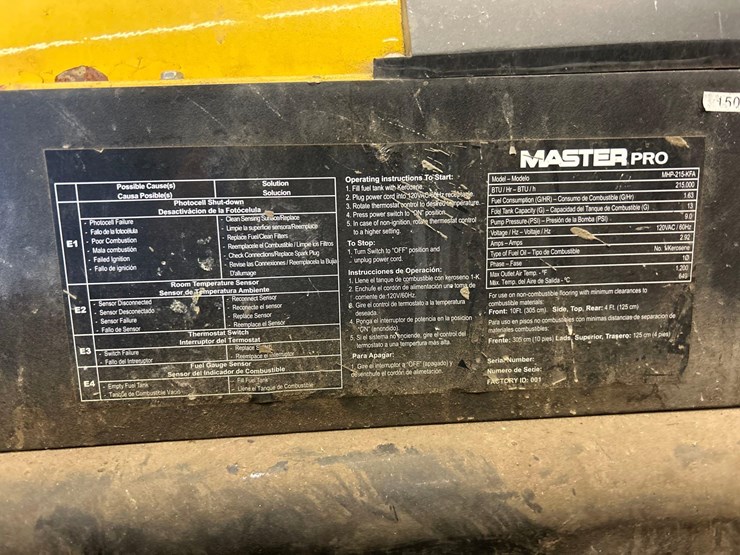 150
MASTER PRO
Possible Cause(s) Solution
Causa Posible(s) Solucion
Photocell Shut-down
Desactivación de la Fotócelula
E1
- Photocell Failure
- Fallo de la fotocélula
- Poor Combustion
- Mala combustión
- Failed Ignition
- Fallo de ignición
- Clean Sensing Surface/Replace
- Limpie la superficie sensora/Reemplace
- Replace Fuel/Clean Filters
- Reemplace el Combustible / Limpie los Filtros
- Check Connections/Replace Spark Plug
- Revise las Connexiones / Reemplacela la Bujia
D'allumage
Room Temperature Sensor
Sensor de Temperatura Ambiente
E2
- Sensor Disconnected
- Sensor Desconectado
- Sensor Failure
- Fallo de Sensor
- Reconnect Sensor
- Reconecte el sensor
- Replace Sensor
- Reemplace el Sensor
Thermostat Switch
Interruptor del Termostat
E3
- Switch Failure
- Fallo del Intreruptor
- Replace
- Reemplace el interruptor
Fuel Gauge Sensor
Sensor del Indicador de Combustible
E4
- Empty Fuel Tank
- Tanque de Combustible Vacio
- Fill Fuel Tank
- Llene el Tanque de Combustible
Operating Instructions To Start:
1. Fill fuel tank with Kerosene.
2. Plug power cord into 120V/60Hz receptacle.
3. Rotate thermostat control to desired temperature.
4. Press power switch to "ON" position.
5. In case of non-ignition, rotate thermostat control
to a higher setting.
To Stop:
1. Turn Switch to "OFF" position and
unplug power cord.
Instrucciones de Operación:
1. Llene el tanque de combustible con keroseno 1-K.
2. Enchufe el cordón de alimentación a una toma de
corriente de:120V/60Hz.
3. Gire el control del termostato a la temperatura
deseada.
4. Ponga el interruptor de potencia en la posición
"ON" (enondido).
5. Si el sistema no enciende, gire el control del
termostato a una tempermatura más alta.
Para Apagar:
1. Gire el interruptor a "OFF" (apagado) y
desenchufe el cordón de alimentación.
Model – Modelo MHP-215-KFA
BTU / Hr – BTU / h 215,000
Fuel Consumption (G/HR) – Consumo de Combustible (G/Hr) 1.63
Fold Tank Capacity (G) – Capacidad del Tanque de Combustible (G) 13
Pump Pressure (PSI) – Presión de la Bomba (PSI) 9.0
Voltage / Hz – Voltaje / Hz 120VAC / 60Hz
Amps – Amps 2.92
Type of Fuel Oil – Tipo de Combustible No. 1/Kerosene
Phase – Fase 1Ø
Max Outlet Air Temp. - °F 1,200
Máx. Temp. del Aire de Salida - °C 649
For use on non-combustible flooring with minimum clearances to
combustible materials:
Front: 10Ft. (305 cm). Side, Top, Rear: 4 Ft. (125 cm)
Para uso en pisos no combustibles con minimas distancias de separacion de
materiales combustibles:
Frente: 305 cm (10 pies). Lads, Superior, Trasero: 125 cm (4 pies)
Serial Number:
Numero de Serie:
FACTORY ID: 001